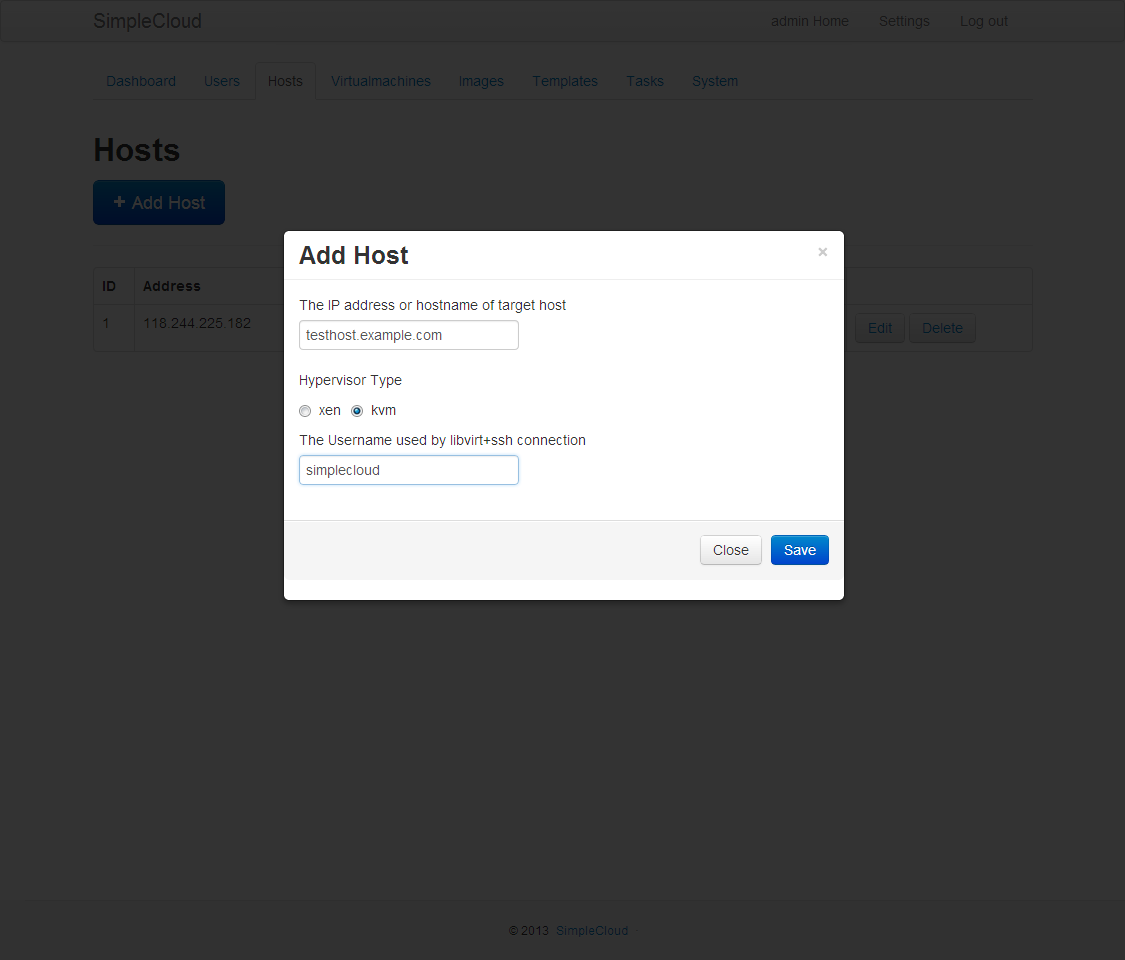 SimpleCloud admin Home Settings Log out
Dashboard Users Hosts Virtualmachines Images Templates Tasks System
Hosts
+ Add Host
Add Host ×
ID Address
The IP address or hostname of target host
1 118.244.225.182 Edit Delete
testhost.example.com
Hypervisor Type
xen kvm
The Username used by libvirt+ssh connection
simplecloud
Close Save
© 2013 SimpleCloud